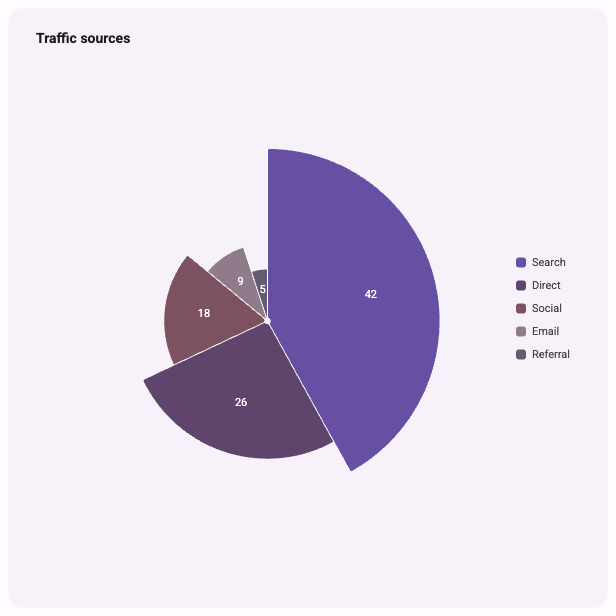 Traffic sources
42
26
18
9
5
Search
Direct
Social
Email
Referral